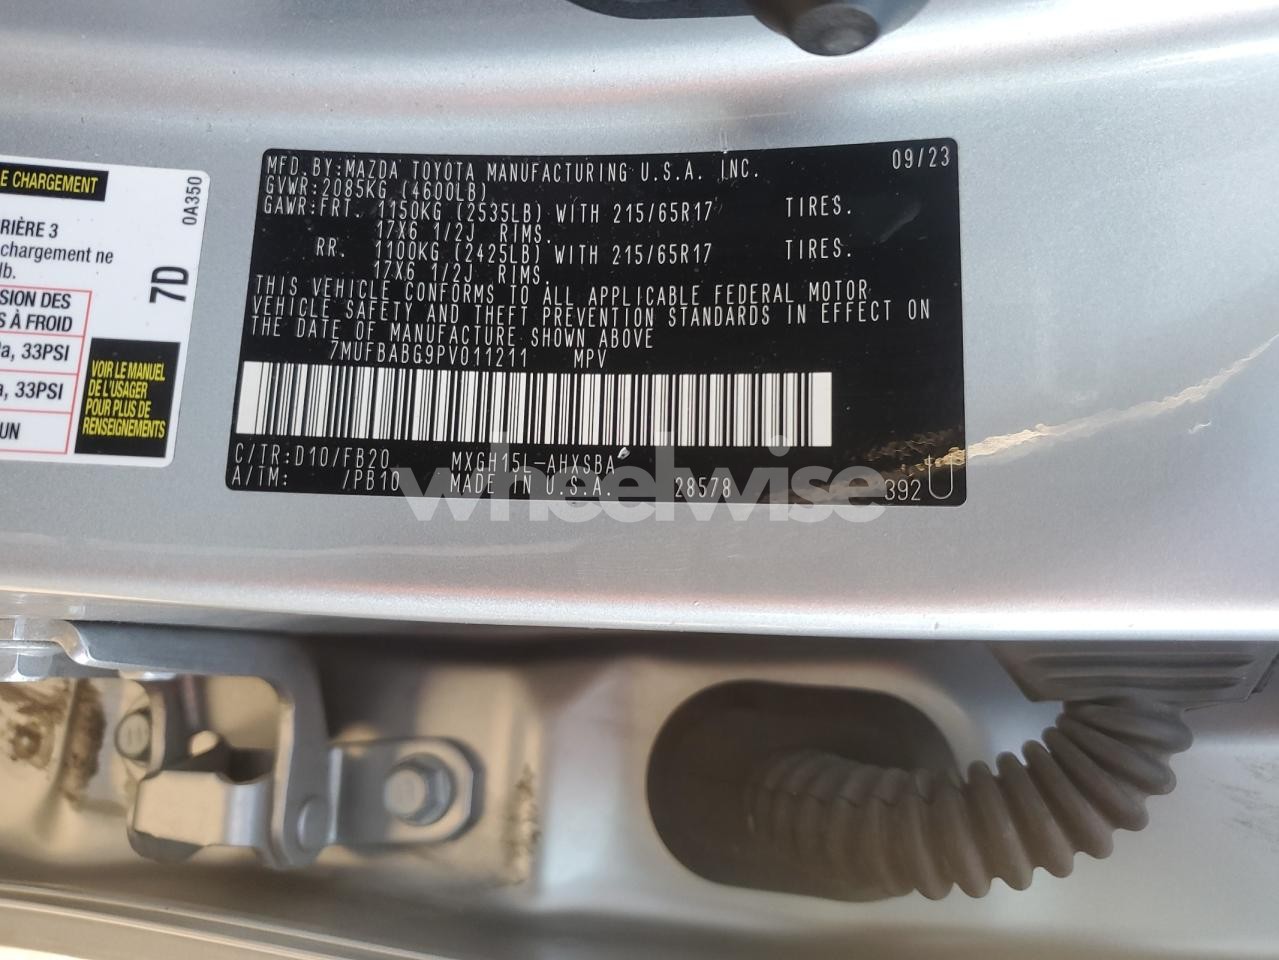 E CHARGEMENT
0A350
RIÈRE 3
chargement ne
lb.
7D
SION DES
S À FROID
a, 33PSI
a, 33PSI
UN
VOIR LE MANUEL
DE L'USAGER
POUR PLUS DE
RENSEIGNEMENTS
MFD.BY:MAZDA TOYOTA MANUFACTURING U.S.A. INC. 09/23
GVWR:2085KG (4600LB)
GAWR:FRT. 1150KG (2535LB) WITH 215/65R17 TIRES.
17X6 1/2J RIMS.
RR. 1100KG (2425LB) WITH 215/65R17 TIRES.
17X6 1/2J RIMS.
THIS VEHICLE CONFORMS TO ALL APPLICABLE FEDERAL MOTOR
VEHICLE SAFETY AND THEFT PREVENTION STANDARDS IN EFFECT ON
THE DATE OF MANUFACTURE SHOWN ABOVE
7MUFBABG9PV011211 MPV
C/TR:D10/FB20 MXGH15L-AHXSBA
A/TM: /PB10 MADE IN U.S.A. 28578 392 U
wheelwise